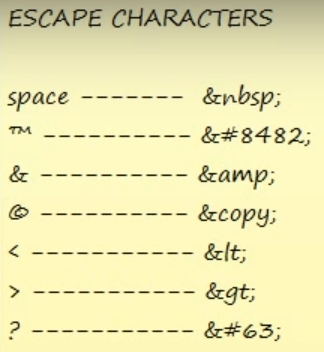 ESCAPE CHARACTERS
space ------- &nbsp;
™ ---------- &#8482;
& ---------- &amp;
© ---------- &copy;
< ----------- &lt;
> ----------- &gt;
? ----------- &#63;